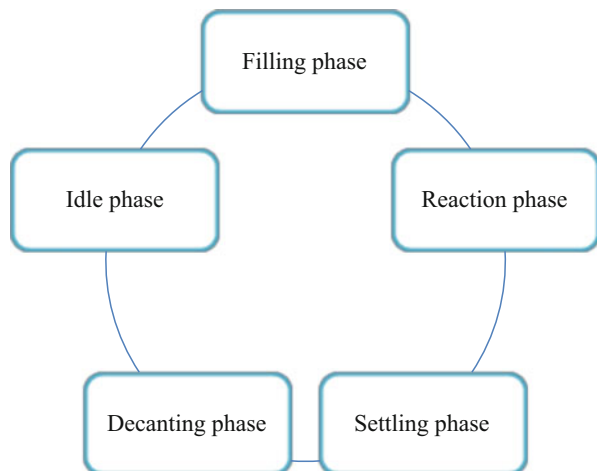 Filling phase
Idle phase
Reaction phase
Decanting phase
Settling phase